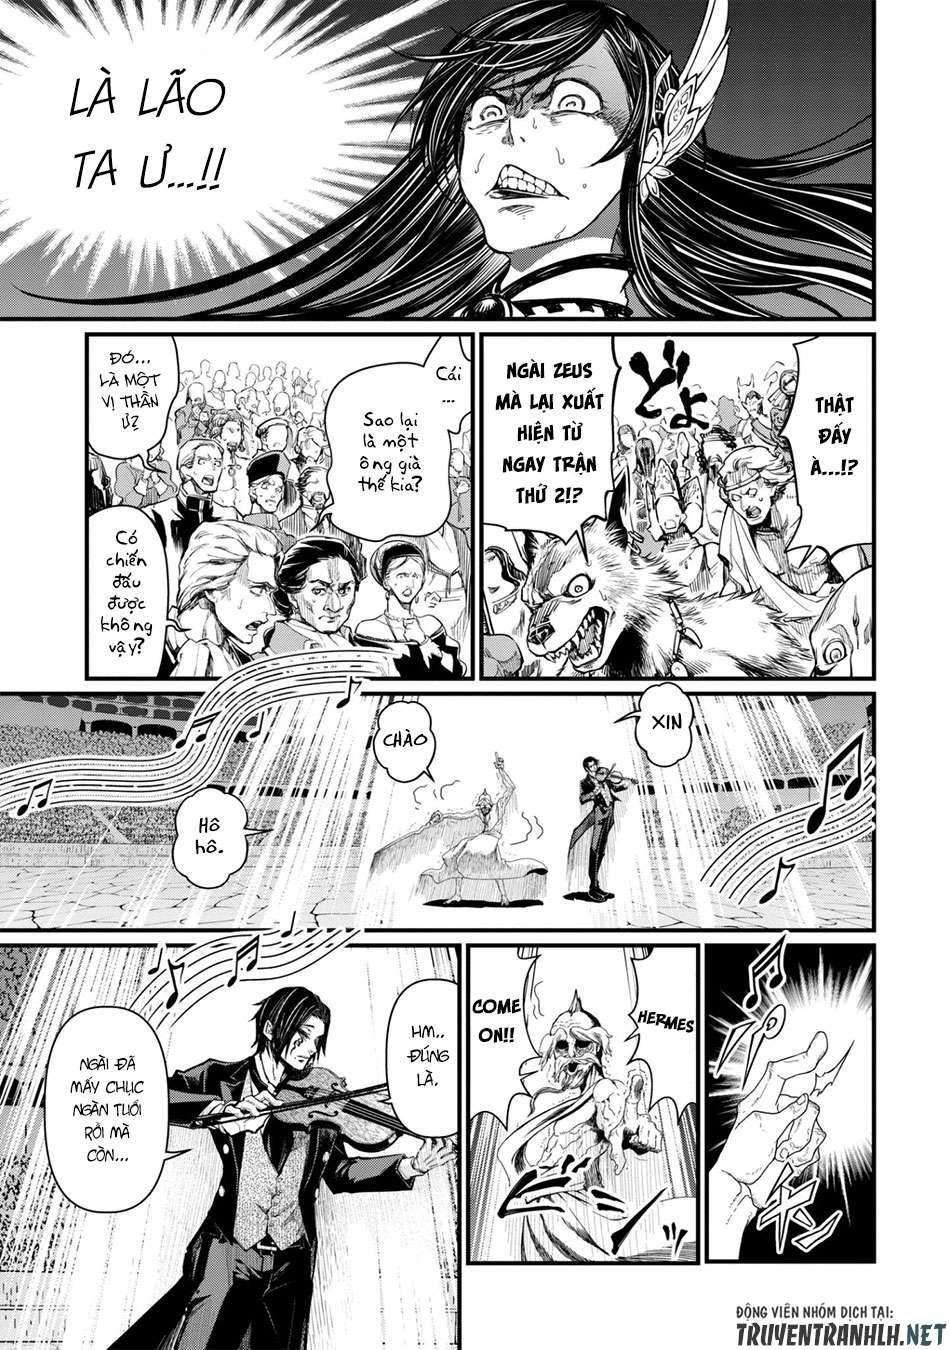 LÀ LÃO
TA Ư...!!
THẬT
ĐẤY
À...!?
NGÀI ZEUS
MÀ LẠI XUẤT
HIỆN TỪ
NGAY TRẬN
THỨ 2!?
どよ
Cái
...
Sao lại
là một
ông già
thế kia?
ĐÓ...
LÀ MỘT
VỊ THẦN
Ư?
Có
chiến
đấu
được
không
vậy?
XIN
CHÀO
Hô
hô.
HERMES
COME
ON!!
HM..
ĐÚNG
LÀ.
NGÀI ĐÃ
MẤY CHỤC
NGÀN TUỔI
RỒI MÀ
CÒN...
ĐỘNG VIÊN NHÓM DỊCH TẠI:
TRUYENTRANHLH.NET